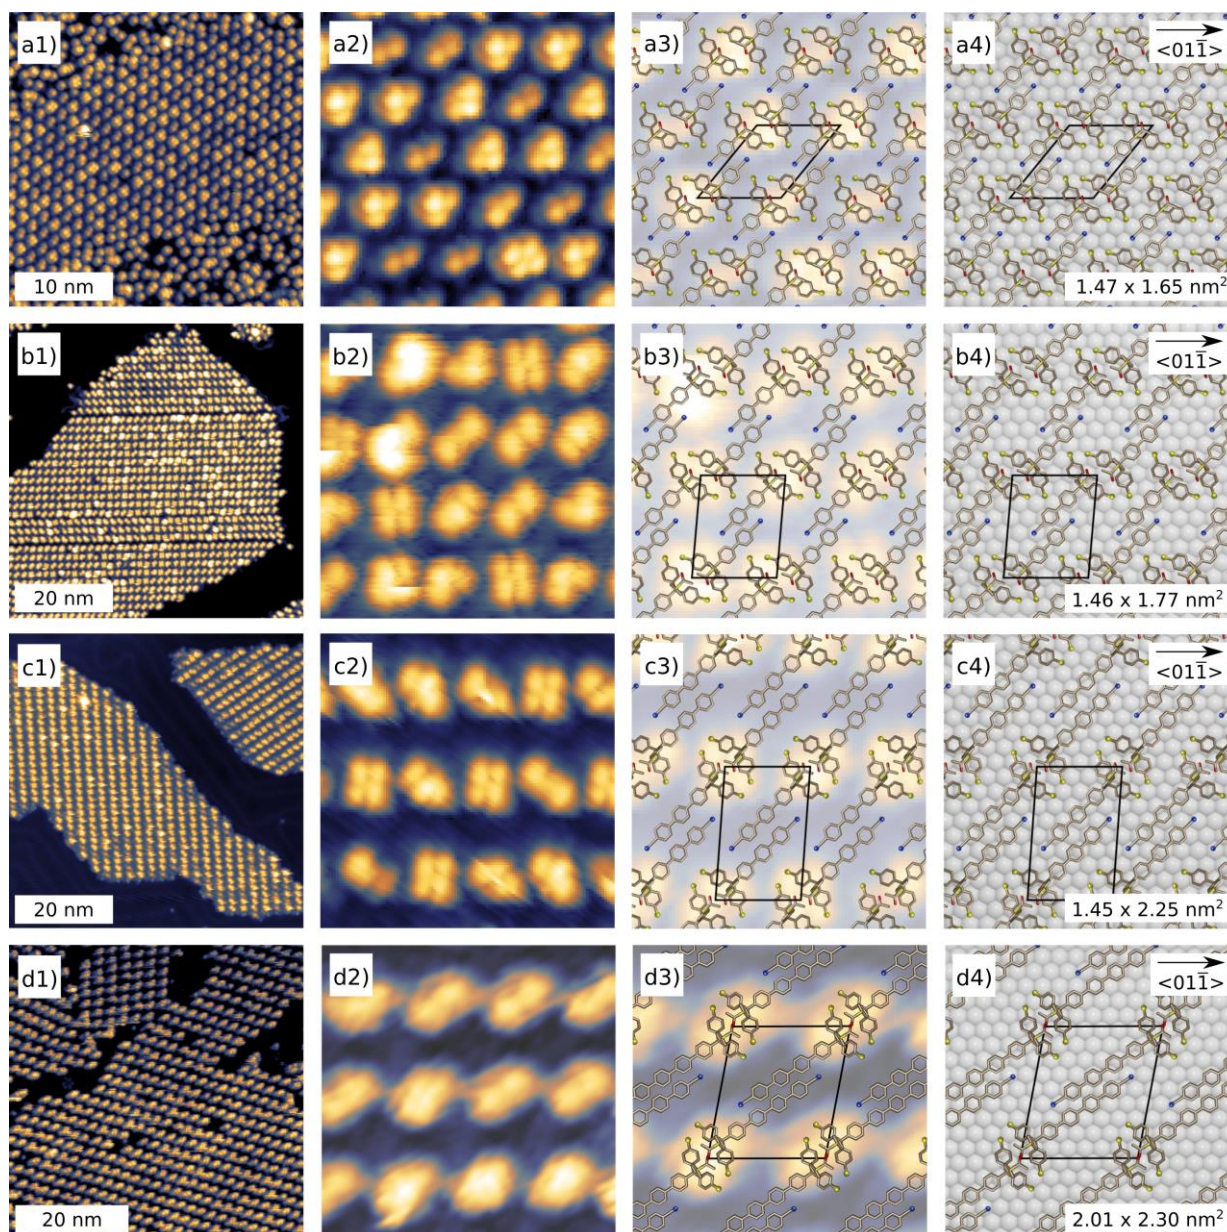 a1)
a2)
a3)
a4)
<011̅>
10 nm
1.47 x 1.65 nm²
b1)
b2)
b3)
b4)
<011̅>
20 nm
1.46 x 1.77 nm²
c1)
c2)
c3)
c4)
<011̅>
20 nm
1.45 x 2.25 nm²
d1)
d2)
d3)
d4)
<011̅>
20 nm
2.01 x 2.30 nm²